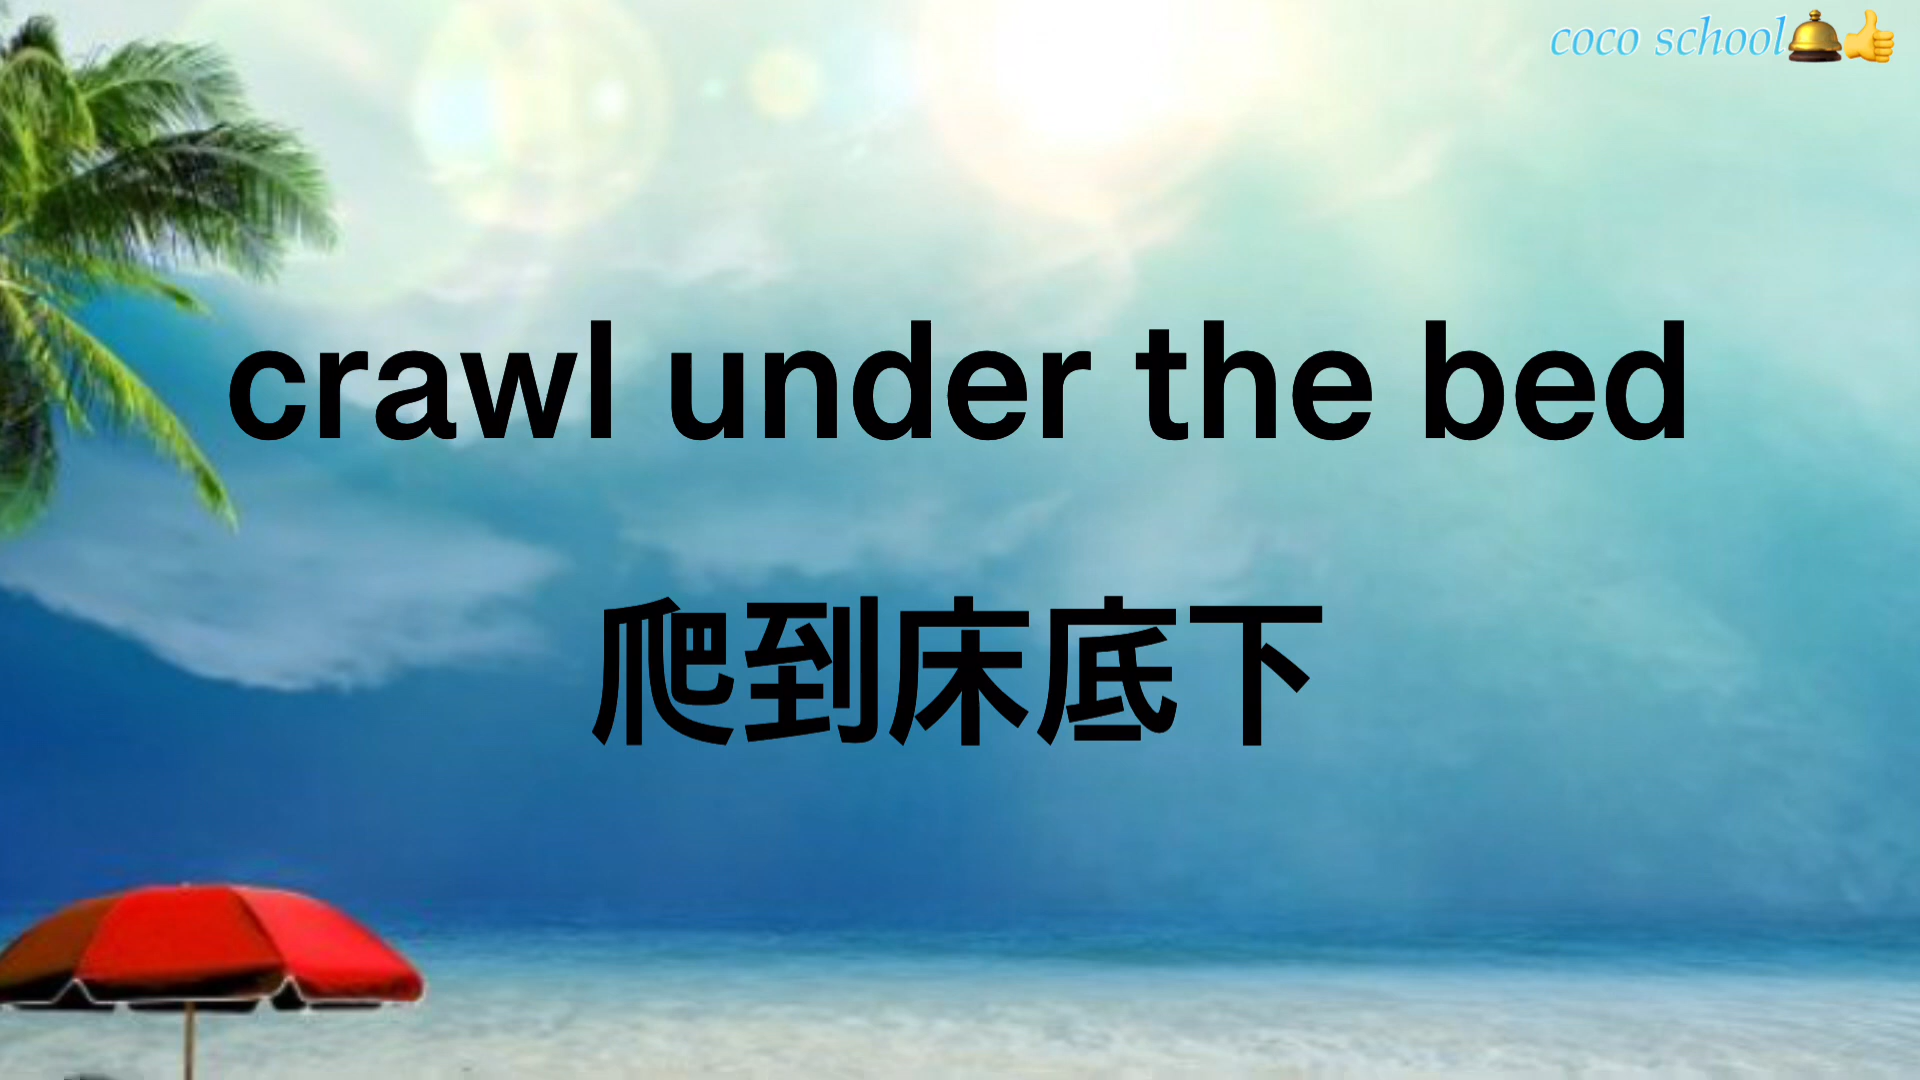 coco school🛎👍
crawl under the bed
爬到床底下